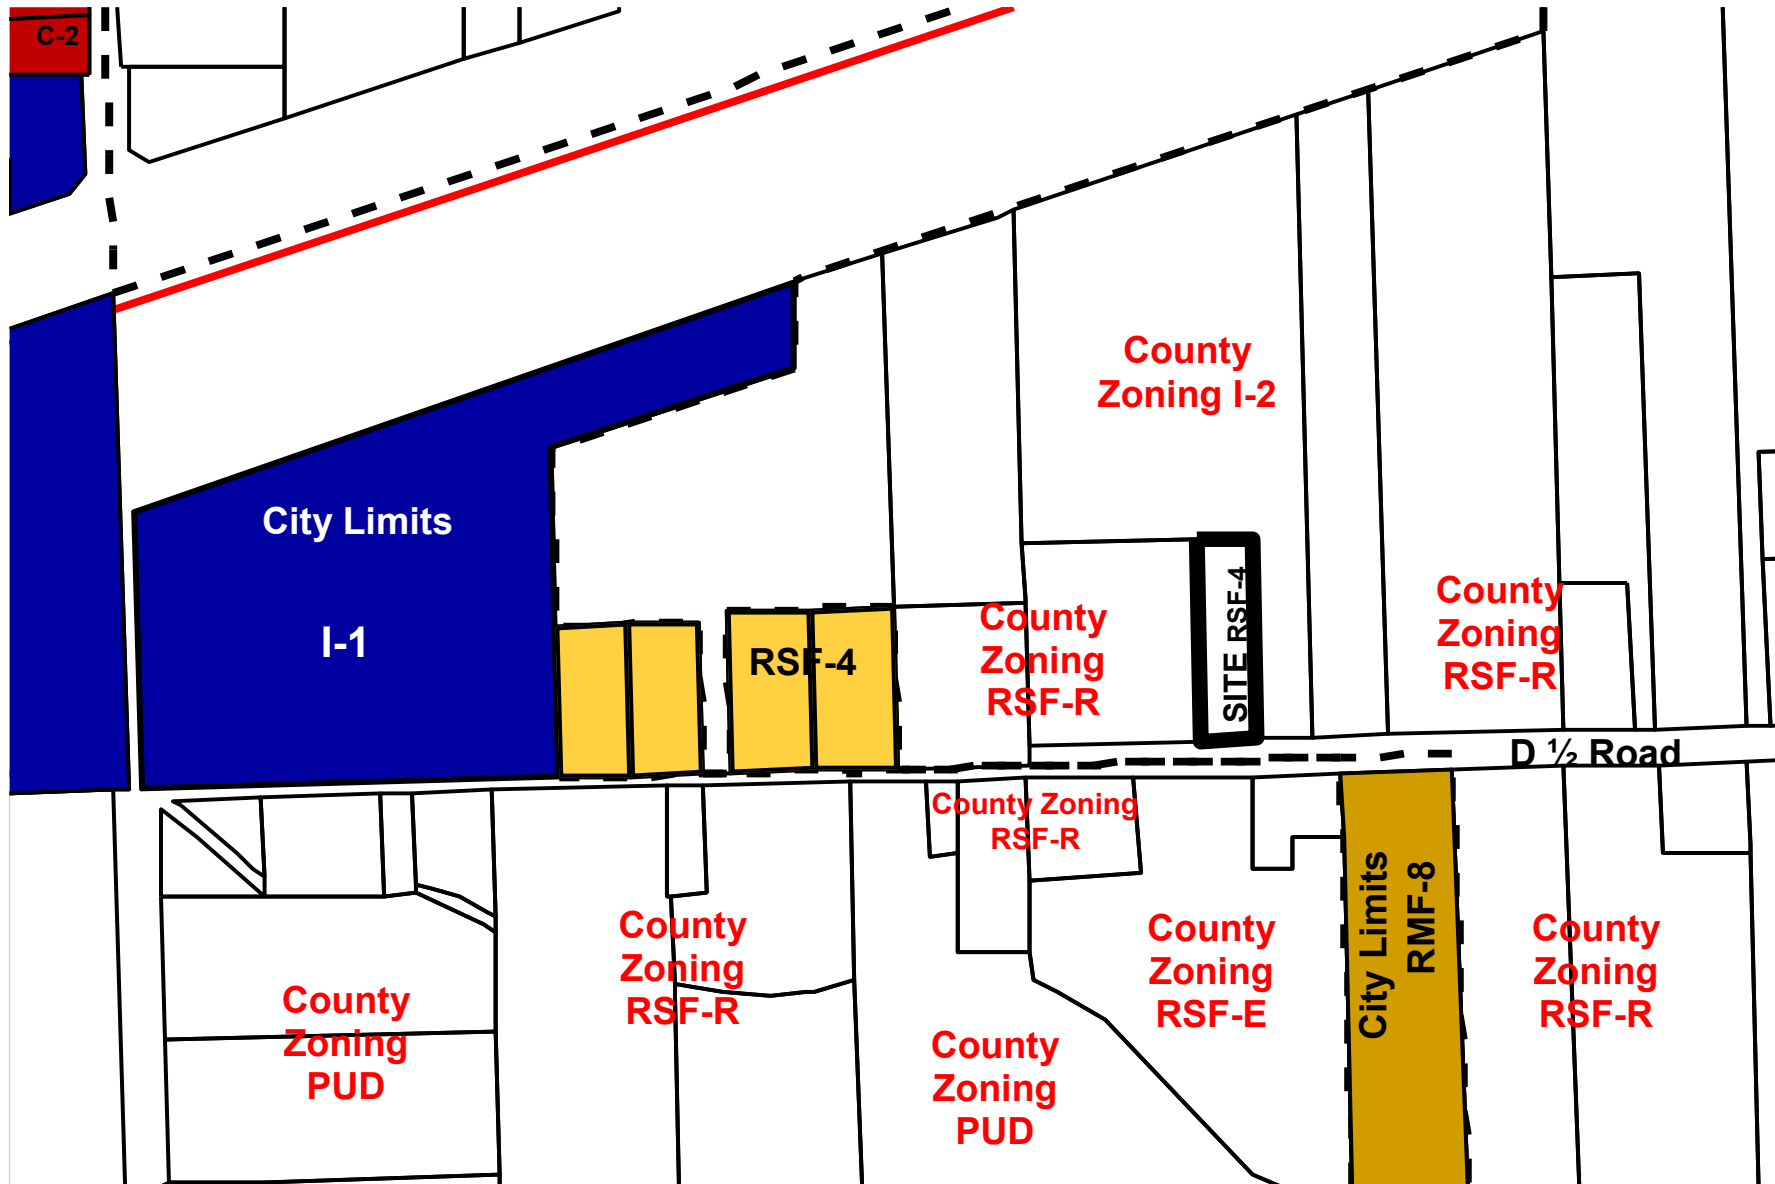 C-2
County
Zoning I-2
City Limits
I-1
RSF-4
County
Zoning
RSF-R
SITE RSF-4
County
Zoning
RSF-R
D ½ Road
County Zoning
RSF-R
County
Zoning
PUD
County
Zoning
RSF-R
County
Zoning
PUD
County
Zoning
RSF-E
City Limits
RMF-8
County
Zoning
RSF-R